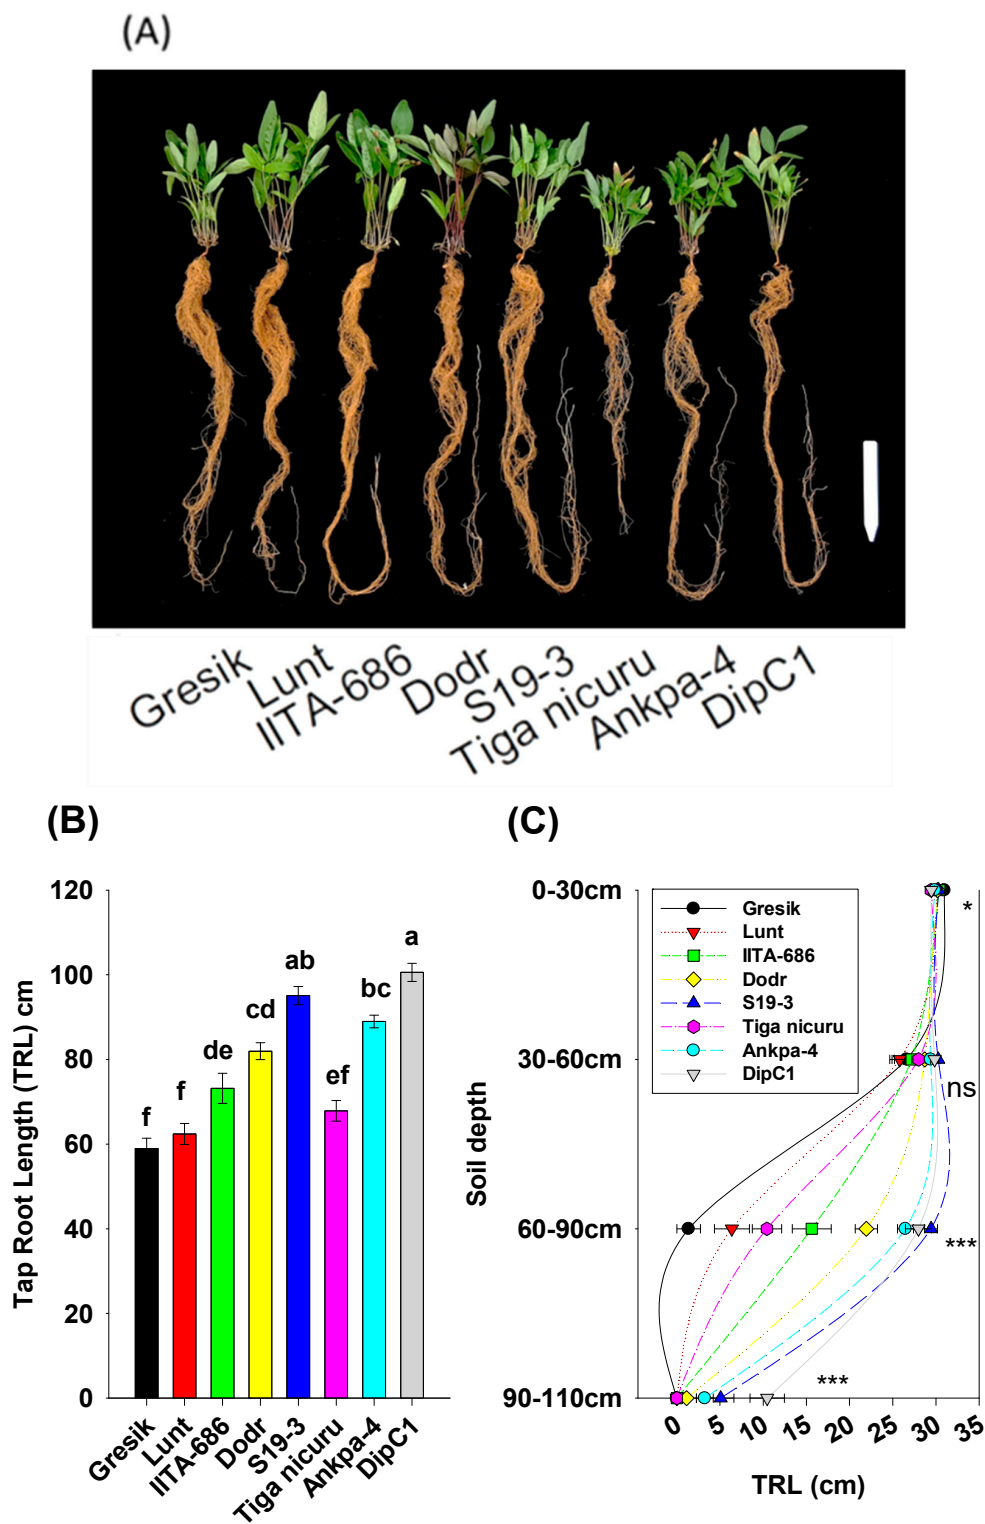 (A)
Gresik
Lunt
IITA-686
Dodr
S19-3
Tiga nicuru
Ankpa-4
DipC1
(B)
Tap Root Length (TRL) cm
120
100
80
60
40
20
0
f
f
de
cd
ab
ef
bc
a
Gresik
Lunt
IITA-686
Dodr
S19-3
Tiga nicuru
Ankpa-4
DipC1
(C)
Soil depth
0-30cm
30-60cm
60-90cm
90-110cm
Gresik
Lunt
IITA-686
Dodr
S19-3
Tiga nicuru
Ankpa-4
DipC1
*
ns
***
***
0
5
10
15
20
25
30
35
TRL (cm)